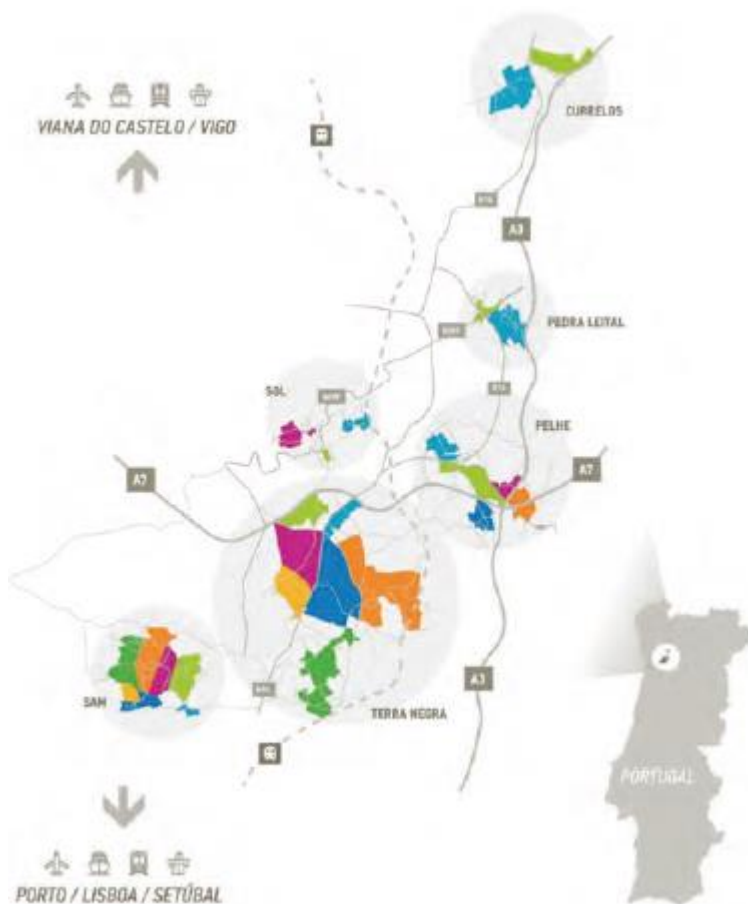 VIANA DO CASTELO / VIGO
CURRELOS
A3
PEDRA LEITAL
SOL
PELHE
A7
A7
SAM
TERRA NEGRA
A3
PORTUGAL
PORTO / LISBOA / SETÚBAL